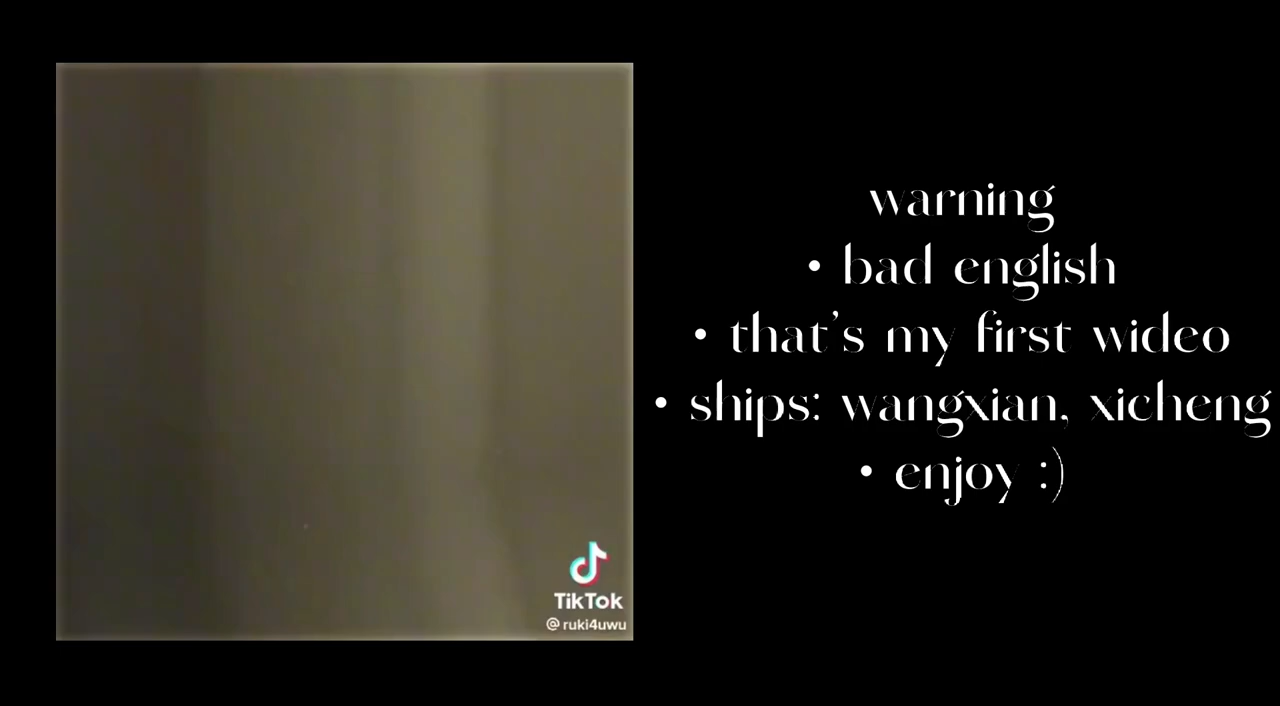 warning
• bad english
• that's my first wideo
• ships: wangxian, xicheng
• enjoy :)
TikTok
@ruki4uwu